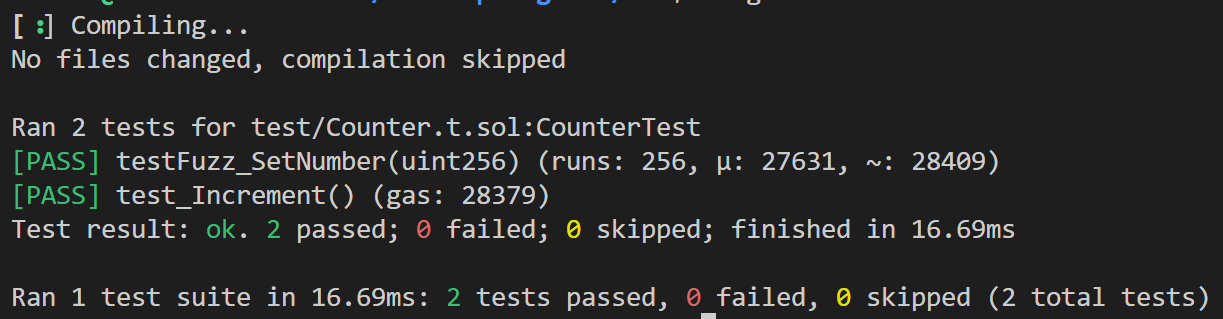 [⠰] Compiling...
No files changed, compilation skipped
Ran 2 tests for test/Counter.t.sol:CounterTest
[PASS] testFuzz_SetNumber(uint256) (runs: 256, μ: 27631, ~: 28409)
[PASS] test_Increment() (gas: 28379)
Test result: ok. 2 passed; 0 failed; 0 skipped; finished in 16.69ms
Ran 1 test suite in 16.69ms: 2 tests passed, 0 failed, 0 skipped (2 total tests)